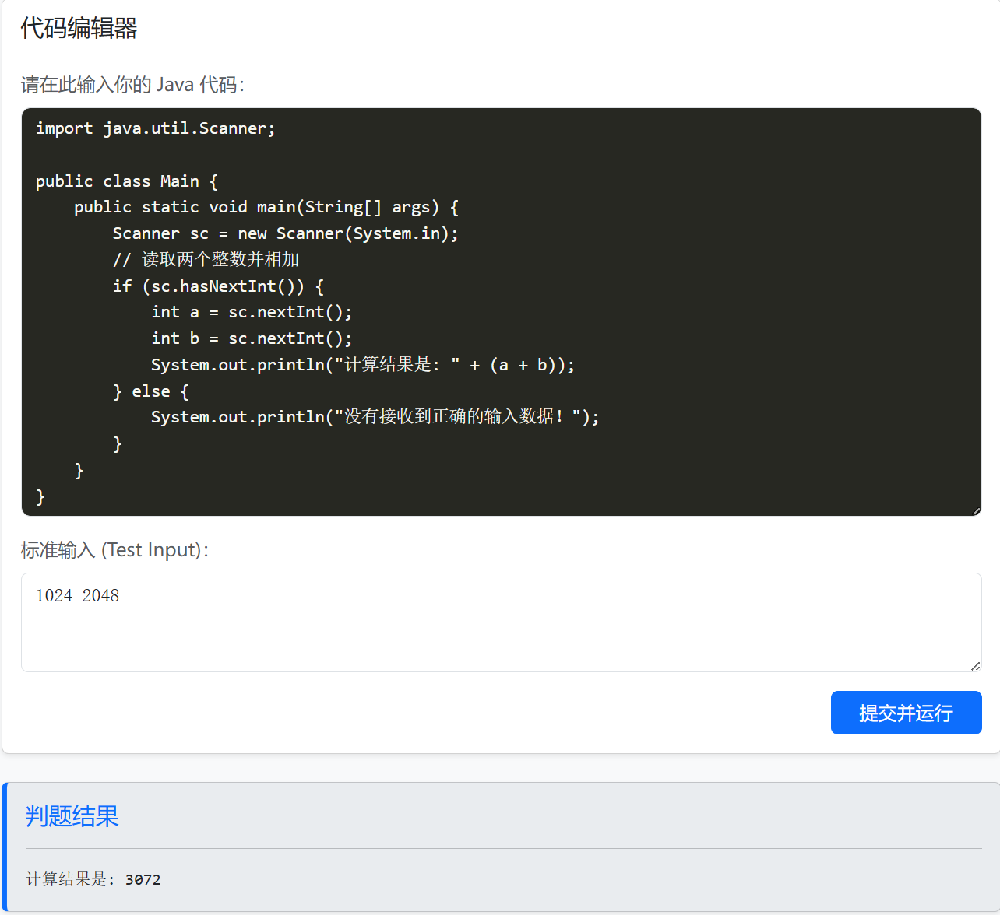 代码编辑器
请在此输入你的 Java 代码：
import java.util.Scanner;
public class Main {
    public static void main(String[] args) {
        Scanner sc = new Scanner(System.in);
        // 读取两个整数并相加
        if (sc.hasNextInt()) {
            int a = sc.nextInt();
            int b = sc.nextInt();
            System.out.println("计算结果是: " + (a + b));
        } else {
            System.out.println("没有接收到正确的输入数据！");
        }
    }
}
标准输入 (Test Input)：
1024 2048
提交并运行
判题结果
计算结果是: 3072